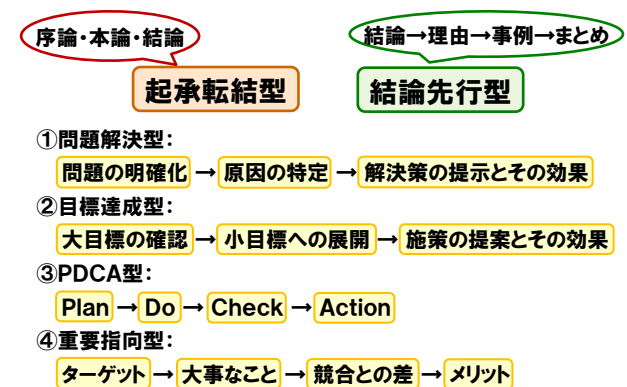 序論・本論・結論
結論→理由→事例→まとめ
起承転結型
結論先行型
①問題解決型：
問題の明確化→原因の特定→解決策の提示とその効果
②目標達成型：
大目標の確認→小目標への展開→施策の提案とその効果
③PDCA型：
Plan→Do→Check→Action
④重要指向型：
ターゲット→大事なこと→競合との差→メリット